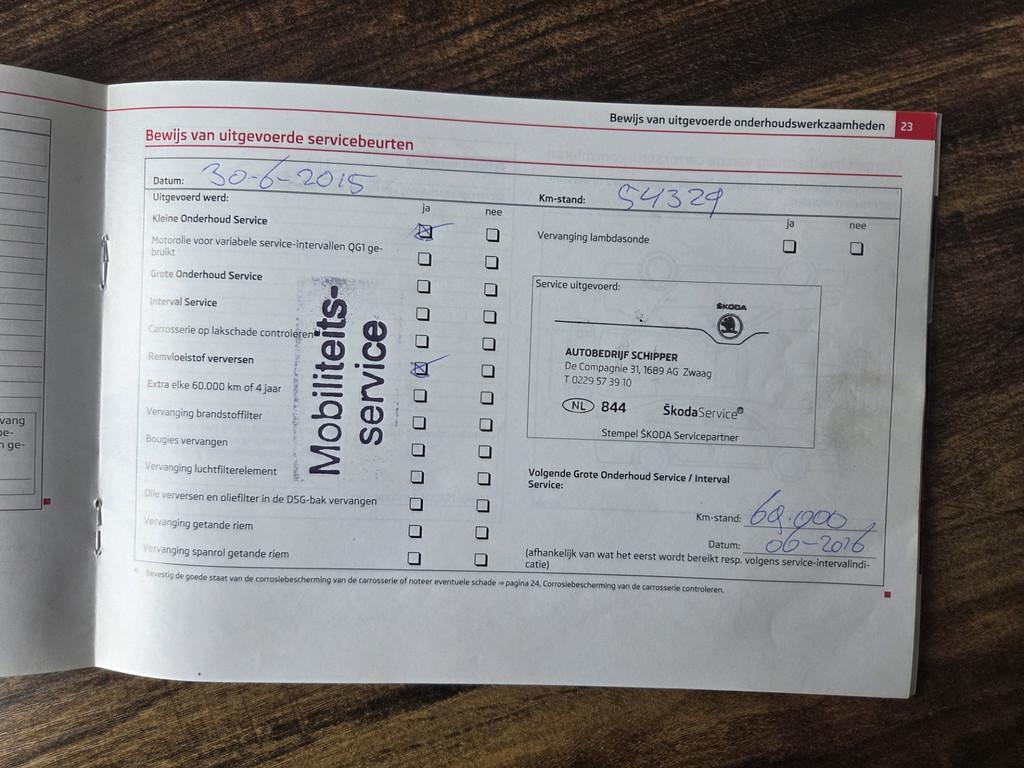 Bewijs van uitgevoerde onderhoudswerkzaamheden 23
Bewijs van uitgevoerde servicebeurten
Datum: 30-6-2015
Km-stand: 54329
Uitgevoerd werd:
ja nee
Kleine Onderhoud Service
Motorolie voor variabele service-intervallen QG1 ge-
bruikt
Grote Onderhoud Service
Interval Service
Carrosserie op lakschade controleren
Remvloeistof verversen
Extra elke 60.000 km of 4 jaar
Vervanging brandstoffilter
Bougies vervangen
Vervanging luchtfilterelement
Olie verversen en oliefilter in de DSG-bak vervangen
Vervanging getande riem
Vervanging spanrol getande riem
Mobiliteits-
service
ja nee
Vervanging lambdasonde
Service uitgevoerd:
ŠKODA
AUTOBEDRIJF SCHIPPER
De Compagnie 31, 1689 AG Zwaag
T 0229 57 39 10
NL 844 ŠkodaService
Stempel ŠKODA Servicepartner
Volgende Grote Onderhoud Service / Interval
Service:
Km-stand: 69.000
Datum: 06-2016
(afhankelijk van wat het eerst wordt bereikt resp. volgens service-intervalindi-
catie)
Bevestig de goede staat van de corrosiebescherming van de carrosserie of noteer eventuele schade ⇒ pagina 24, Corrosiebescherming van de carrosserie controleren.
vang
be-
n ge-